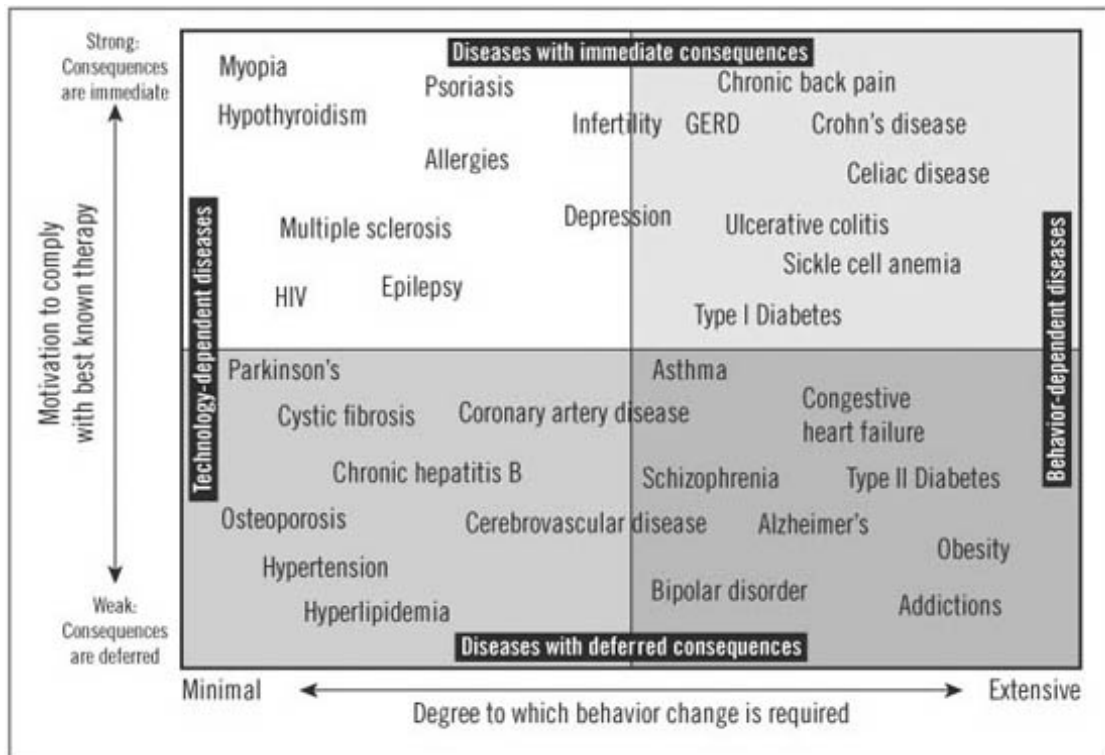 Strong:
Consequences
are immediate
Motivation to comply
with best known therapy
Weak:
Consequences
are deferred
Technology-dependent diseases
Diseases with immediate consequences
Myopia
Psoriasis
Chronic back pain
Hypothyroidism
Infertility
GERD
Crohn's disease
Allergies
Celiac disease
Depression
Multiple sclerosis
Ulcerative colitis
Sickle cell anemia
HIV
Epilepsy
Type I Diabetes
Behavior-dependent diseases
Parkinson's
Asthma
Cystic fibrosis
Coronary artery disease
Congestive
heart failure
Chronic hepatitis B
Schizophrenia
Type II Diabetes
Osteoporosis
Cerebrovascular disease
Alzheimer's
Obesity
Hypertension
Bipolar disorder
Addictions
Hyperlipidemia
Diseases with deferred consequences
Minimal
Extensive
Degree to which behavior change is required